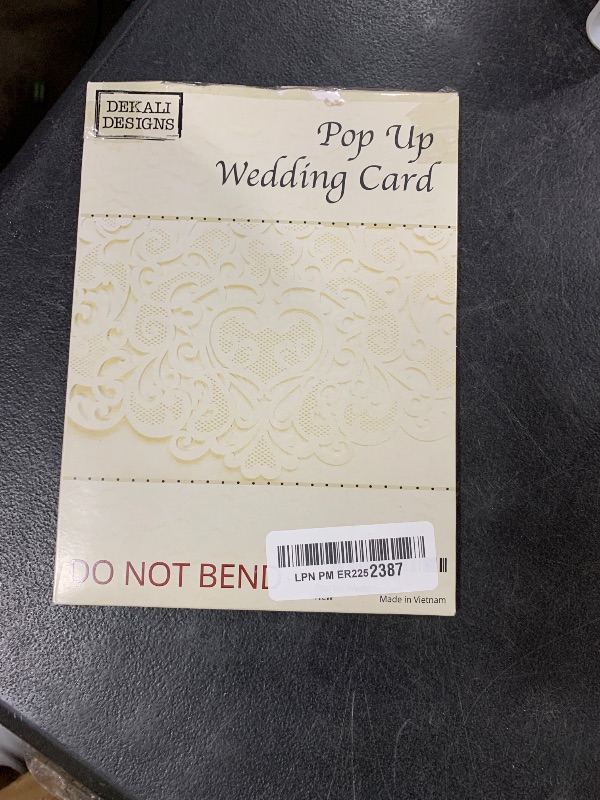 DEKALI
DESIGNS
Pop Up
Wedding Card
DO NOT BEND
LPN PM ER2252387
Made in Vietnam